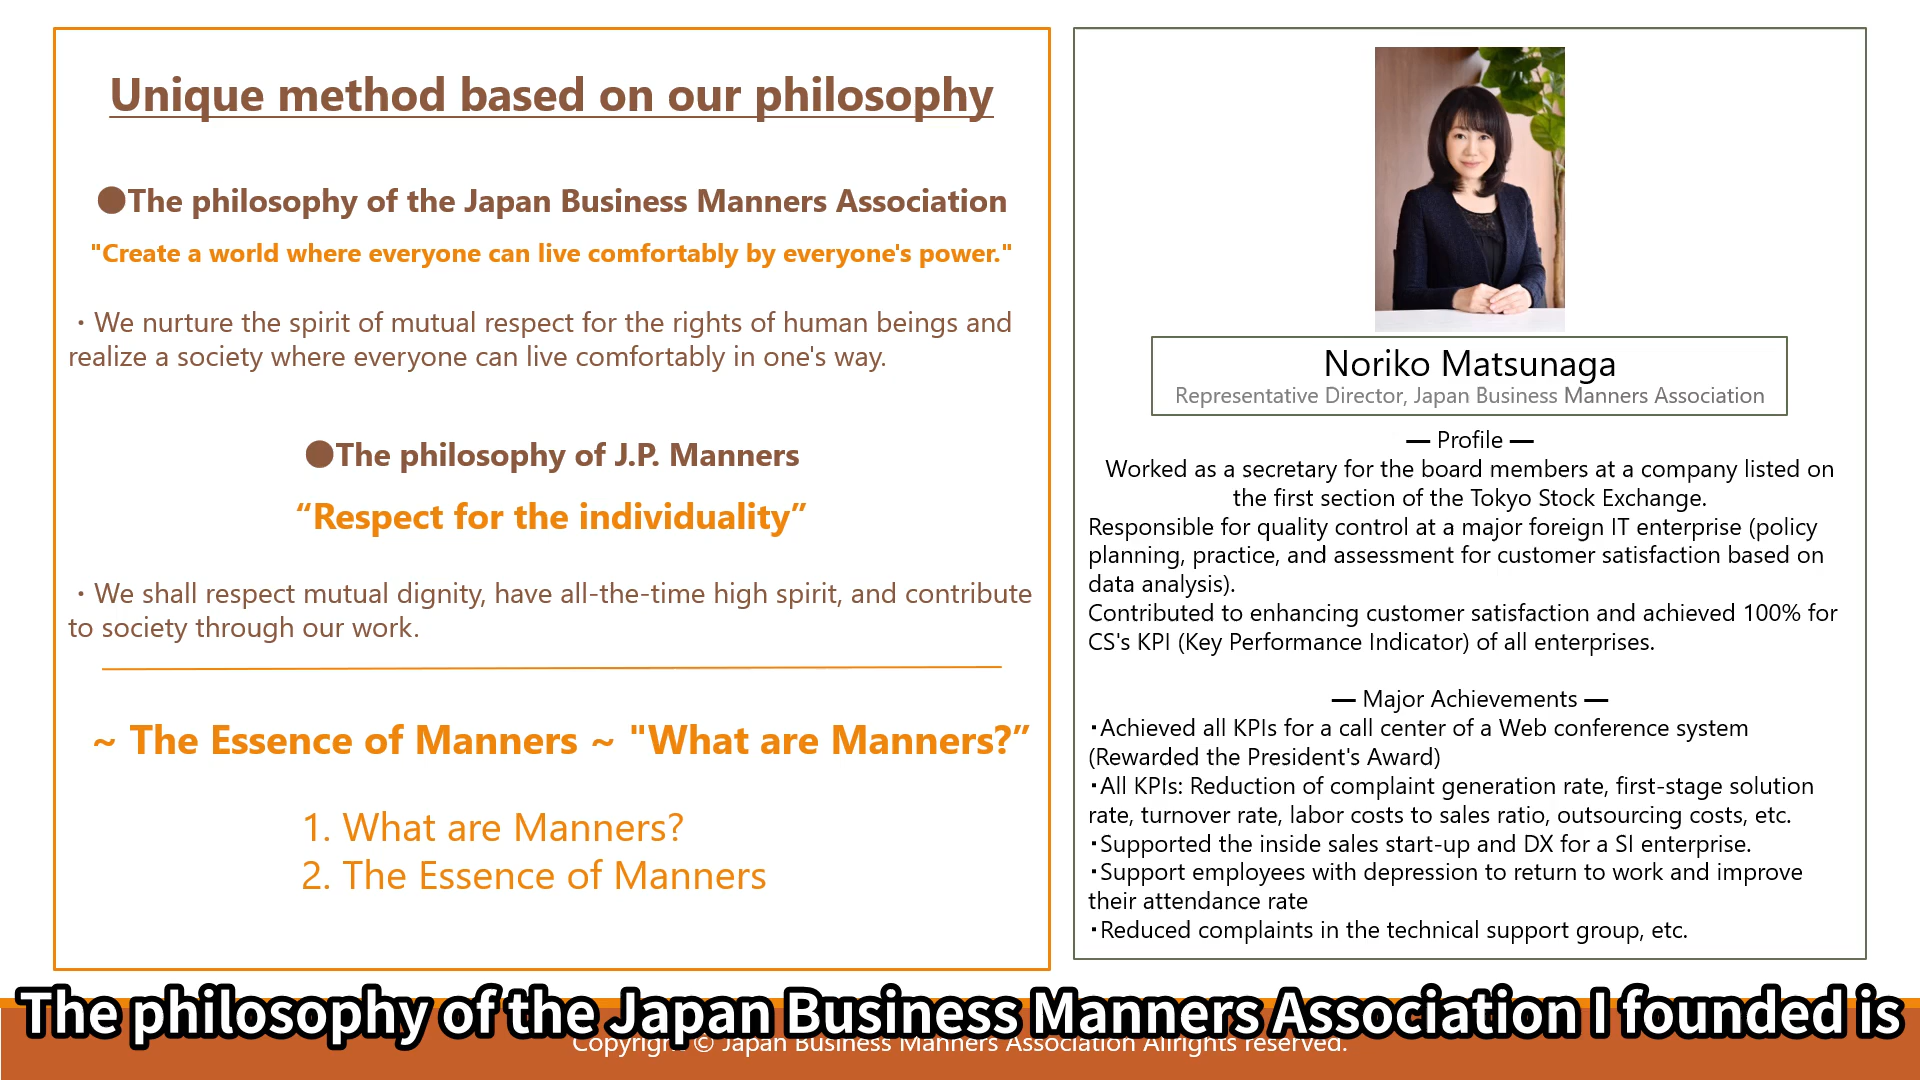 Unique method based on our philosophy
●The philosophy of the Japan Business Manners Association
"Create a world where everyone can live comfortably by everyone's power."
・We nurture the spirit of mutual respect for the rights of human beings and
realize a society where everyone can live comfortably in one's way.
●The philosophy of J.P. Manners
“Respect for the individuality”
・We shall respect mutual dignity, have all-the-time high spirit, and contribute
to society through our work.
~ The Essence of Manners ~ "What are Manners?”
1. What are Manners?
2. The Essence of Manners
Noriko Matsunaga
Representative Director, Japan Business Manners Association
― Profile ―
Worked as a secretary for the board members at a company listed on
the first section of the Tokyo Stock Exchange.
Responsible for quality control at a major foreign IT enterprise (policy
planning, practice, and assessment for customer satisfaction based on
data analysis).
Contributed to enhancing customer satisfaction and achieved 100% for
CS's KPI (Key Performance Indicator) of all enterprises.
― Major Achievements ―
・Achieved all KPIs for a call center of a Web conference system
(Rewarded the President's Award)
・All KPIs: Reduction of complaint generation rate, first-stage solution
rate, turnover rate, labor costs to sales ratio, outsourcing costs, etc.
・Supported the inside sales start-up and DX for a SI enterprise.
・Support employees with depression to return to work and improve
their attendance rate
・Reduced complaints in the technical support group, etc.
The philosophy of the Japan Business Manners Association I founded is
Copyright © Japan Business Manners Association Allrights reserved.